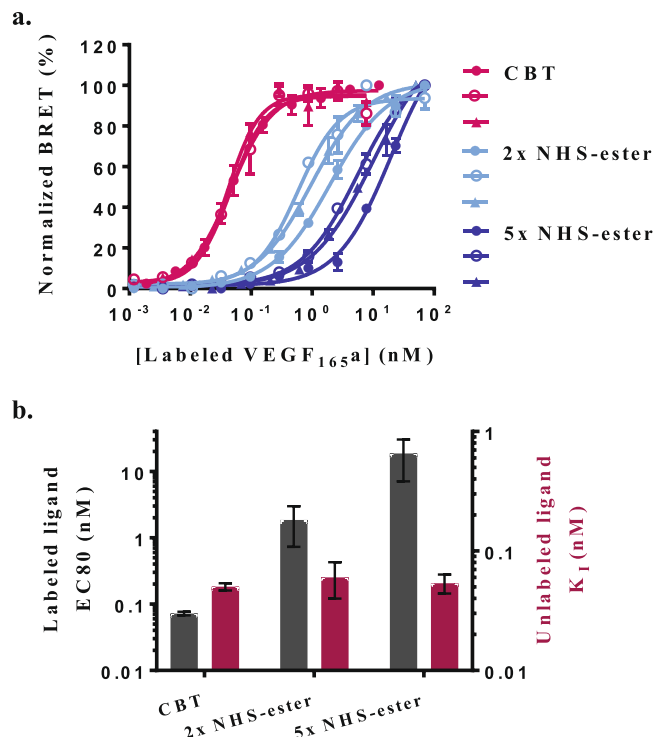 a.
Normalized BRET (%)
120
100
80
60
40
20
0
10⁻³ 10⁻² 10⁻¹ 10⁰ 10¹ 10²
[Labeled VEGF₁₆₅a] (nM)
CBT
2x NHS-ester
5x NHS-ester
b.
Labeled ligand
EC80 (nM)
10
1
0.1
0.01
1
0.10
0.01
Unlabeled ligand
K_I (nM)
CBT
2x NHS-ester
5x NHS-ester